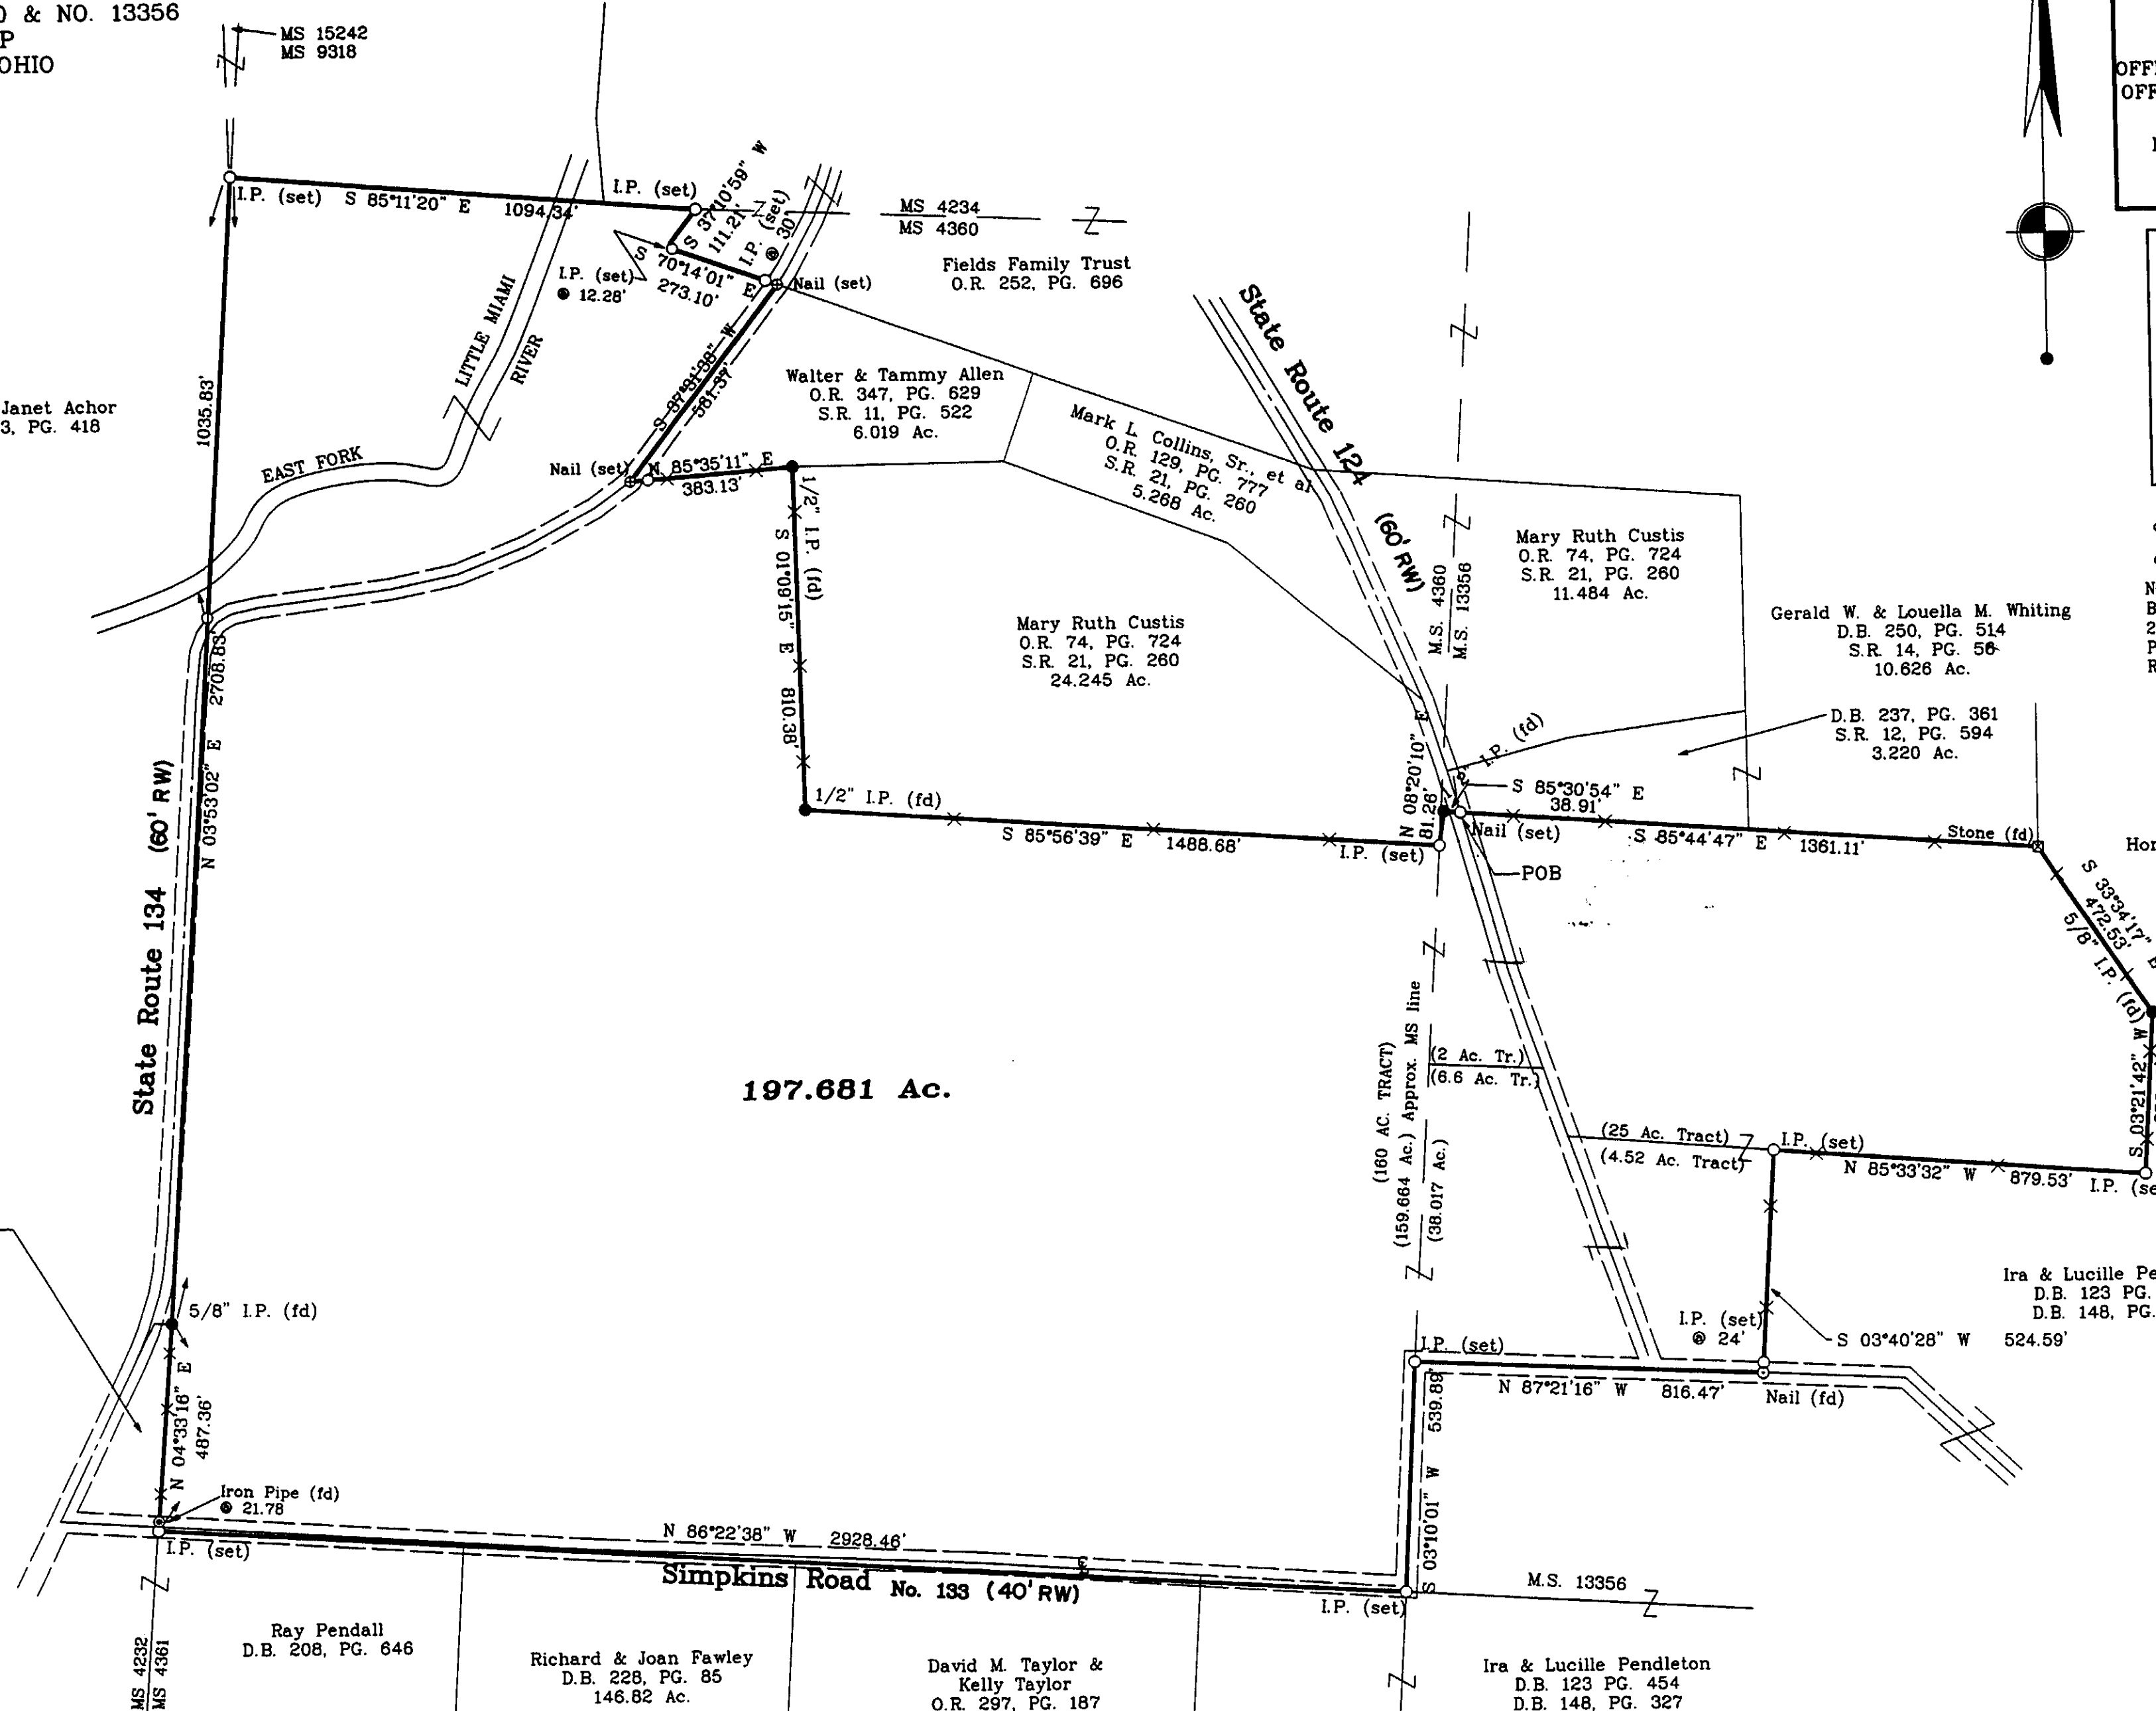 & NO. 13356
P
OHIO
MS 15242
MS 9318
I.P. (set) S 85°11'20" E 1094.34'
I.P. (set)
S 37°10'59" W
111.21'
I.P. (set)
@ 30'
S 70°14'01" E
273.10'
I.P. (set)
@ 12.28'
Nail (set)
MS 4234
MS 4360
Fields Family Trust
O.R. 252, PG. 696
OFF
OFF
LITTLE MIAMI
RIVER
EAST FORK
1035.83'
Janet Achor
3, PG. 418
S 37°31'38" W
581.37'
Walter & Tammy Allen
O.R. 347, PG. 629
S.R. 11, PG. 522
6.019 Ac.
Mark L. Collins, Sr., et al
O.R. 129, PG. 777
S.R. 21, PG. 260
5.268 Ac.
State Route 124
(60' RW)
Nail (set)
N 85°35'11" E
383.13'
1/2" I.P. (fd)
S 01°09'15" E 810.38'
Mary Ruth Custis
O.R. 74, PG. 724
S.R. 21, PG. 260
24.245 Ac.
M.S. 4360
M.S. 13356
Mary Ruth Custis
O.R. 74, PG. 724
S.R. 21, PG. 260
11.484 Ac.
Gerald W. & Louella M. Whiting
D.B. 250, PG. 514
S.R. 14, PG. 56
10.626 Ac.
D.B. 237, PG. 361
S.R. 12, PG. 594
3.220 Ac.
2708.83'
N 03°53'02" E
State Route 134 (60' RW)
1/2" I.P. (fd)
S 85°56'39" E 1488.68'
I.P. (set)
N 08°20'10" E
81.26'
I.P. (fd)
S 85°30'54" E
38.91'
Nail (set)
POB
S 85°44'47" E 1361.11'
Stone (fd)
Hor
S 33°34'17" E
472.53'
5/8" I.P. (fd)
S 03°21'42" W
197.681 Ac.
(160 AC. TRACT)
(159.664 Ac.) Approx. MS line
(38.017 Ac.)
(2 Ac. Tr.)
(6.6 Ac. Tr.)
(25 Ac. Tract)
(4.52 Ac. Tract)
I.P. (set)
N 85°33'32" W 879.53'
I.P. (se
Ira & Lucille Pe
D.B. 123 PG.
D.B. 148, PG.
I.P. (set)
@ 24'
S 03°40'28" W 524.59'
5/8" I.P. (fd)
N 04°33'16" E
487.36'
Iron Pipe (fd)
@ 21.78
I.P. (set)
I.P. (set)
N 87°21'16" W 816.47'
Nail (fd)
S 03°10'01" W 539.89'
N 86°22'38" W 2928.46'
Simpkins Road No. 133 (40' RW)
I.P. (set)
M.S. 13356
MS 4232
MS 4361
Ray Pendall
D.B. 208, PG. 646
Richard & Joan Fawley
D.B. 228, PG. 85
146.82 Ac.
David M. Taylor &
Kelly Taylor
O.R. 297, PG. 187
Ira & Lucille Pendleton
D.B. 123 PG. 454
D.B. 148, PG. 327